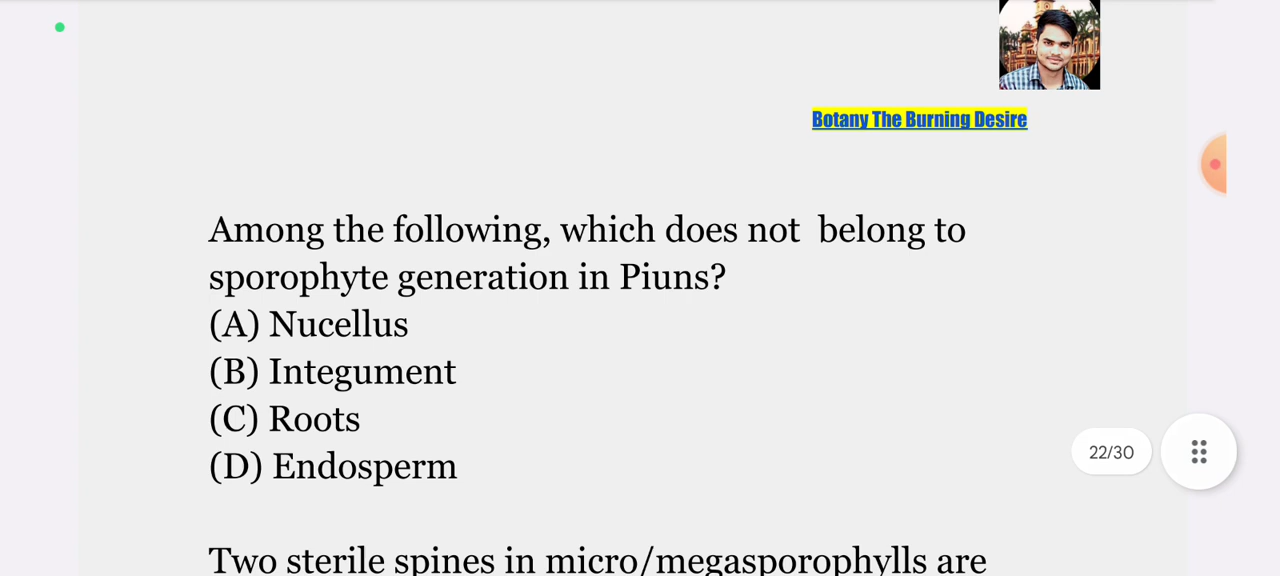 Botany The Burning Desire
Among the following, which does not belong to
sporophyte generation in Piuns?
(A) Nucellus
(B) Integument
(C) Roots
(D) Endosperm
22/30
Two sterile spines in micro/megasporophylls are